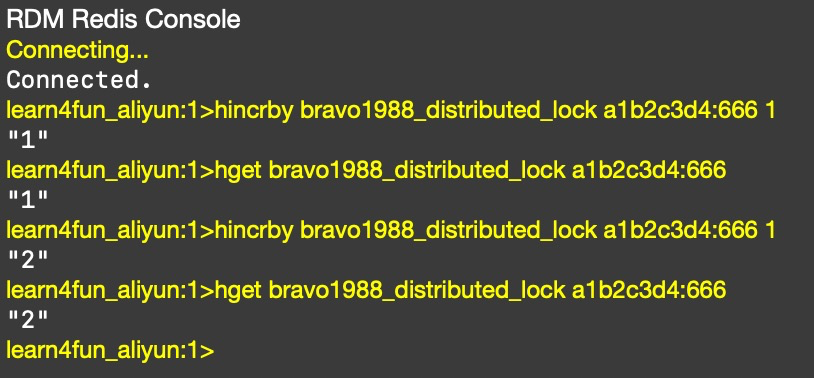 RDM Redis Console
Connecting...
Connected.
learn4fun_aliyun:1>hincrby bravo1988_distributed_lock a1b2c3d4:666 1
"1"
learn4fun_aliyun:1>hget bravo1988_distributed_lock a1b2c3d4:666
"1"
learn4fun_aliyun:1>hincrby bravo1988_distributed_lock a1b2c3d4:666 1
"2"
learn4fun_aliyun:1>hget bravo1988_distributed_lock a1b2c3d4:666
"2"
learn4fun_aliyun:1>